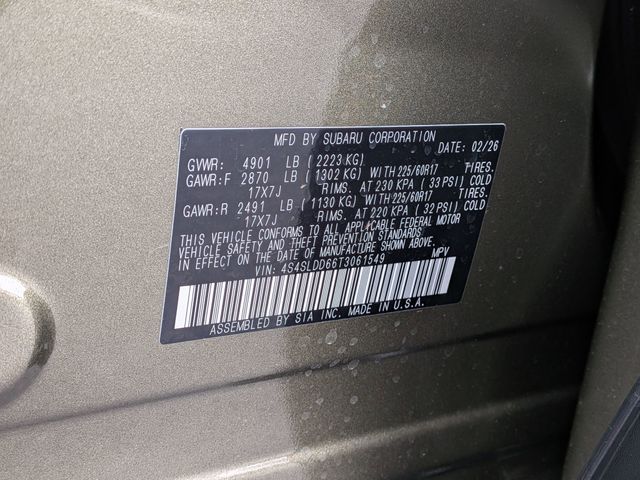 MFD BY SUBARU CORPORATION DATE: 02/26
GVWR: 4901 LB (2223 KG)
GAWR:F 2870 LB (1302 KG) WITH 225/60R17 TIRES.
17X7J RIMS. AT 230 KPA (33 PSI) COLD
GAWR:R 2491 LB (1130 KG) WITH 225/60R17 TIRES.
17X7J RIMS. AT 220 KPA (32 PSI) COLD
THIS VEHICLE CONFORMS TO ALL APPLICABLE FEDERAL MOTOR
VEHICLE SAFETY AND THEFT PREVENTION STANDARDS
IN EFFECT ON THE DATE OF MANUFACTURE SHOWN ABOVE.
VIN: 4S4SLDD66T3061549 MPV
ASSEMBLED BY SIA INC. MADE IN U.S.A.